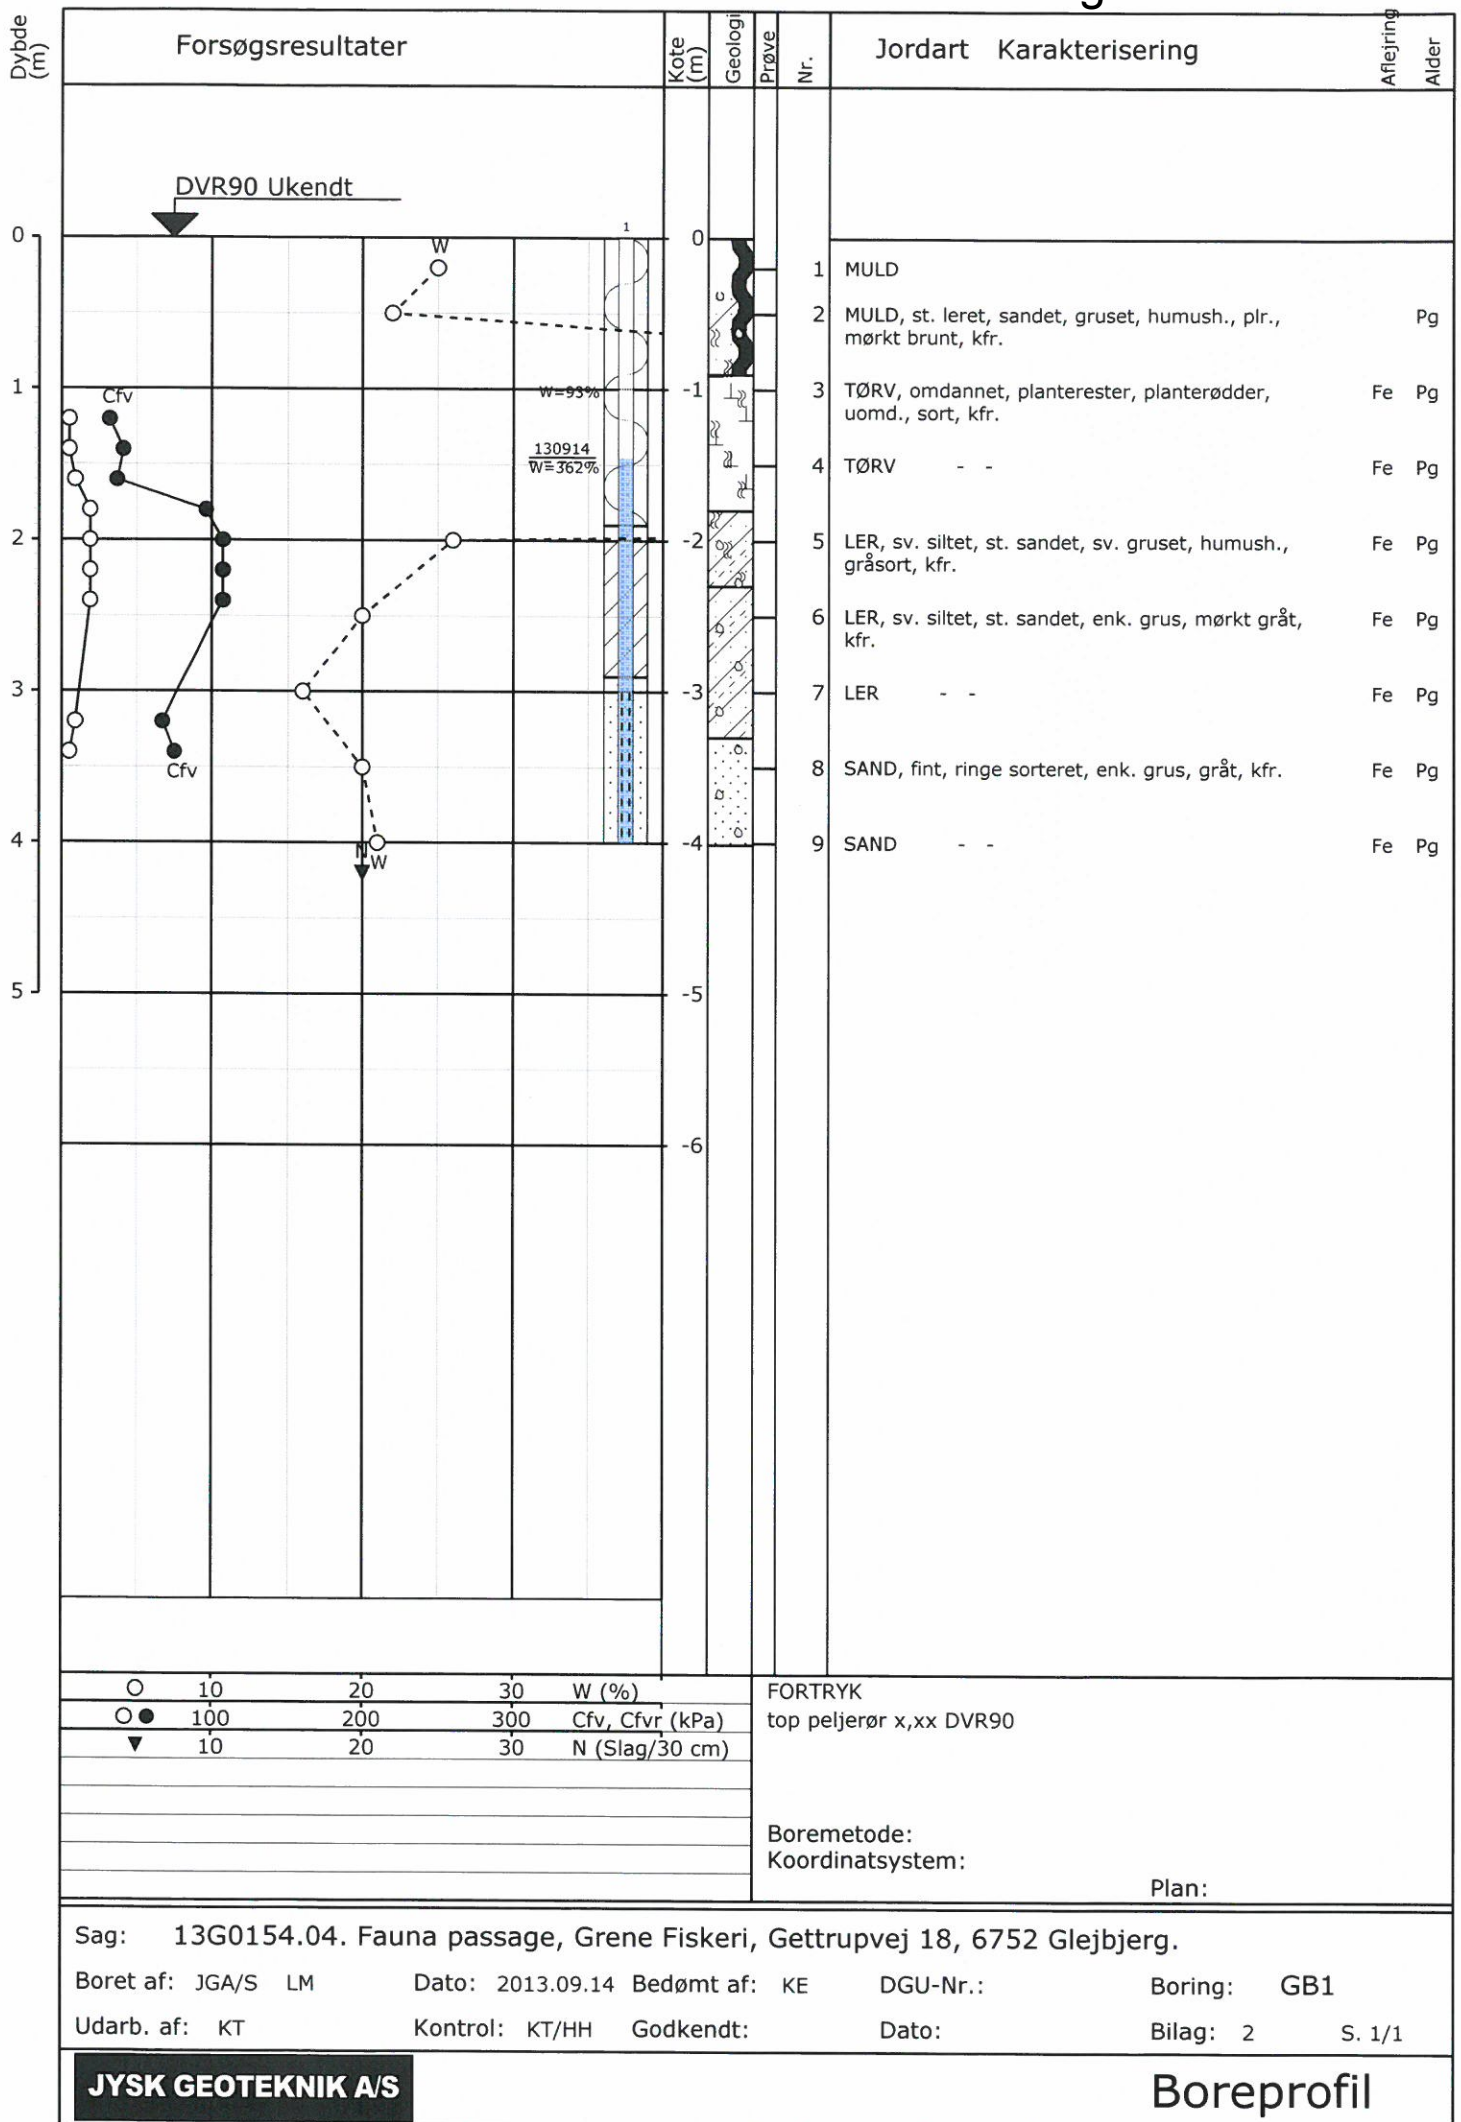 Dybde (m)
Forsøgsresultater
Kote (m)
Geologi
Prøve
Nr.
Jordart Karakterisering
Aflejring
Alder
DVR90 Ukendt
0
1
2
3
4
5
W
1
Cfv
W=93%
130914
W=362%
Cfv
N
W
0
-1
-2
-3
-4
-5
-6
1 MULD
2 MULD, st. leret, sandet, gruset, humush., plr., Pg
mørkt brunt, kfr.
3 TØRV, omdannet, planterester, planterødder, Fe Pg
uomd., sort, kfr.
4 TØRV - - Fe Pg
5 LER, sv. siltet, st. sandet, sv. gruset, humush., Fe Pg
gråsort, kfr.
6 LER, sv. siltet, st. sandet, enk. grus, mørkt gråt, Fe Pg
kfr.
7 LER - - Fe Pg
8 SAND, fint, ringe sorteret, enk. grus, gråt, kfr. Fe Pg
9 SAND - - Fe Pg
10 20 30 W (%)
100 200 300 Cfv, Cfvr (kPa)
10 20 30 N (Slag/30 cm)
FORTRYK
top peljerør x,xx DVR90
Boremetode:
Koordinatsystem:
Plan:
Sag: 13G0154.04. Fauna passage, Grene Fiskeri, Gettrupvej 18, 6752 Glejbjerg.
Boret af: JGA/S LM Dato: 2013.09.14 Bedømt af: KE DGU-Nr.: Boring: GB1
Udarb. af: KT Kontrol: KT/HH Godkendt: Dato: Bilag: 2 S. 1/1
JYSK GEOTEKNIK A/S
Boreprofil